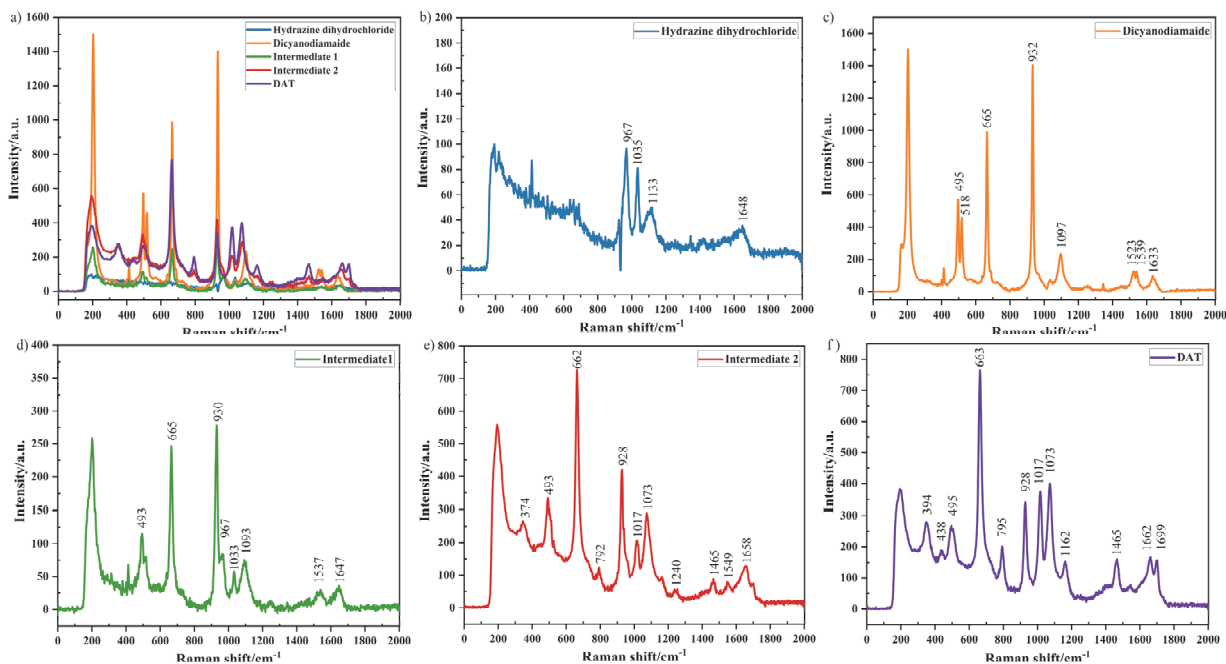 a)
Hydrazine dihydrochloride
Dicyanodiamaide
Intermediate 1
Intermediate 2
DAT
Intensity/a.u.
1600
1400
1200
1000
800
600
400
200
0
0 200 400 600 800 1000 1200 1400 1600 1800 2000
Raman shift/cm-1
b)
Hydrazine dihydrochloride
Intensity/a.u.
200
180
160
140
120
100
80
60
40
20
0
967
1035
1133
1648
0 200 400 600 800 1000 1200 1400 1600 1800 2000
Raman shift/cm-1
c)
Dicyanodiamaide
Intensity/a.u.
1600
1400
1200
1000
800
600
400
200
0
495
518
665
932
1097
1523
1539
1633
0 200 400 600 800 1000 1200 1400 1600 1800 2000
Raman shift/cm-1
d)
Intermediate1
Intensity/a.u.
400
350
300
250
200
150
100
50
0
493
665
930
967
1033
1093
1537
1647
0 200 400 600 800 1000 1200 1400 1600 1800 2000
Raman shift/cm-1
e)
Intermediate 2
Intensity/a.u.
800
700
600
500
400
300
200
100
0
374
493
662
792
928
1017
1073
1240
1465
1549
1658
0 200 400 600 800 1000 1200 1400 1600 1800 2000
Raman shift/cm-1
f)
DAT
Intensity/a.u.
800
700
600
500
400
300
200
100
0
394
438
495
663
795
928
1017
1073
1162
1465
1662
1699
0 200 400 600 800 1000 1200 1400 1600 1800 2000
Raman shift/cm-1